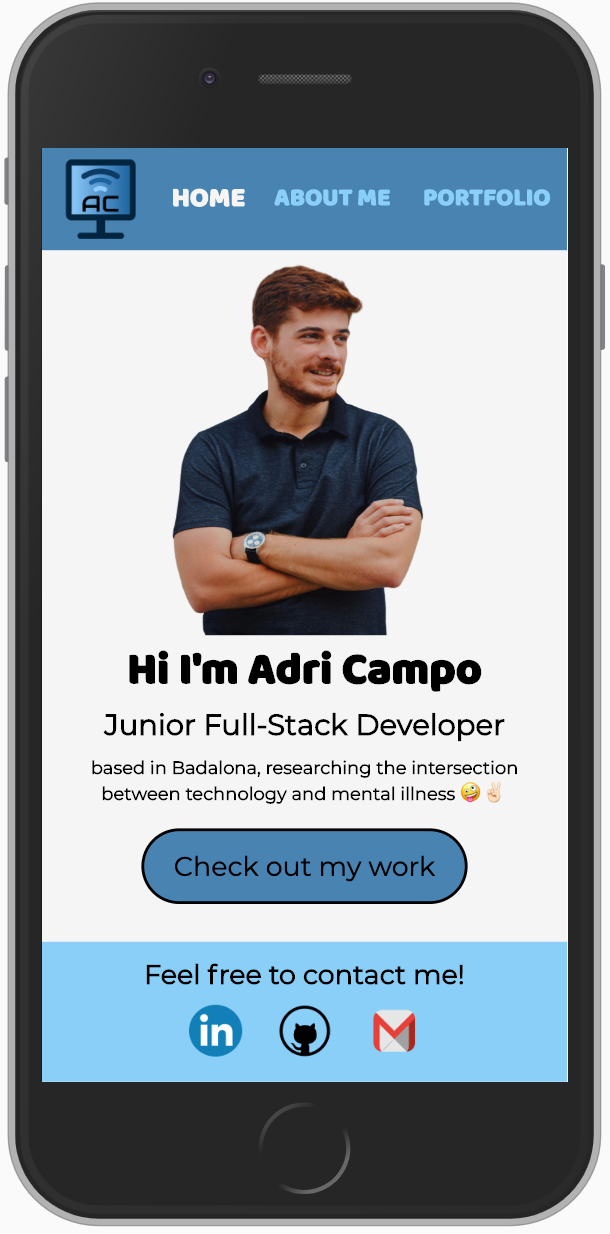 AC
HOME ABOUT ME PORTFOLIO
Hi I'm Adri Campo
Junior Full-Stack Developer
based in Badalona, researching the intersection
between technology and mental illness 🤪✌🏻
Check out my work
Feel free to contact me!
in